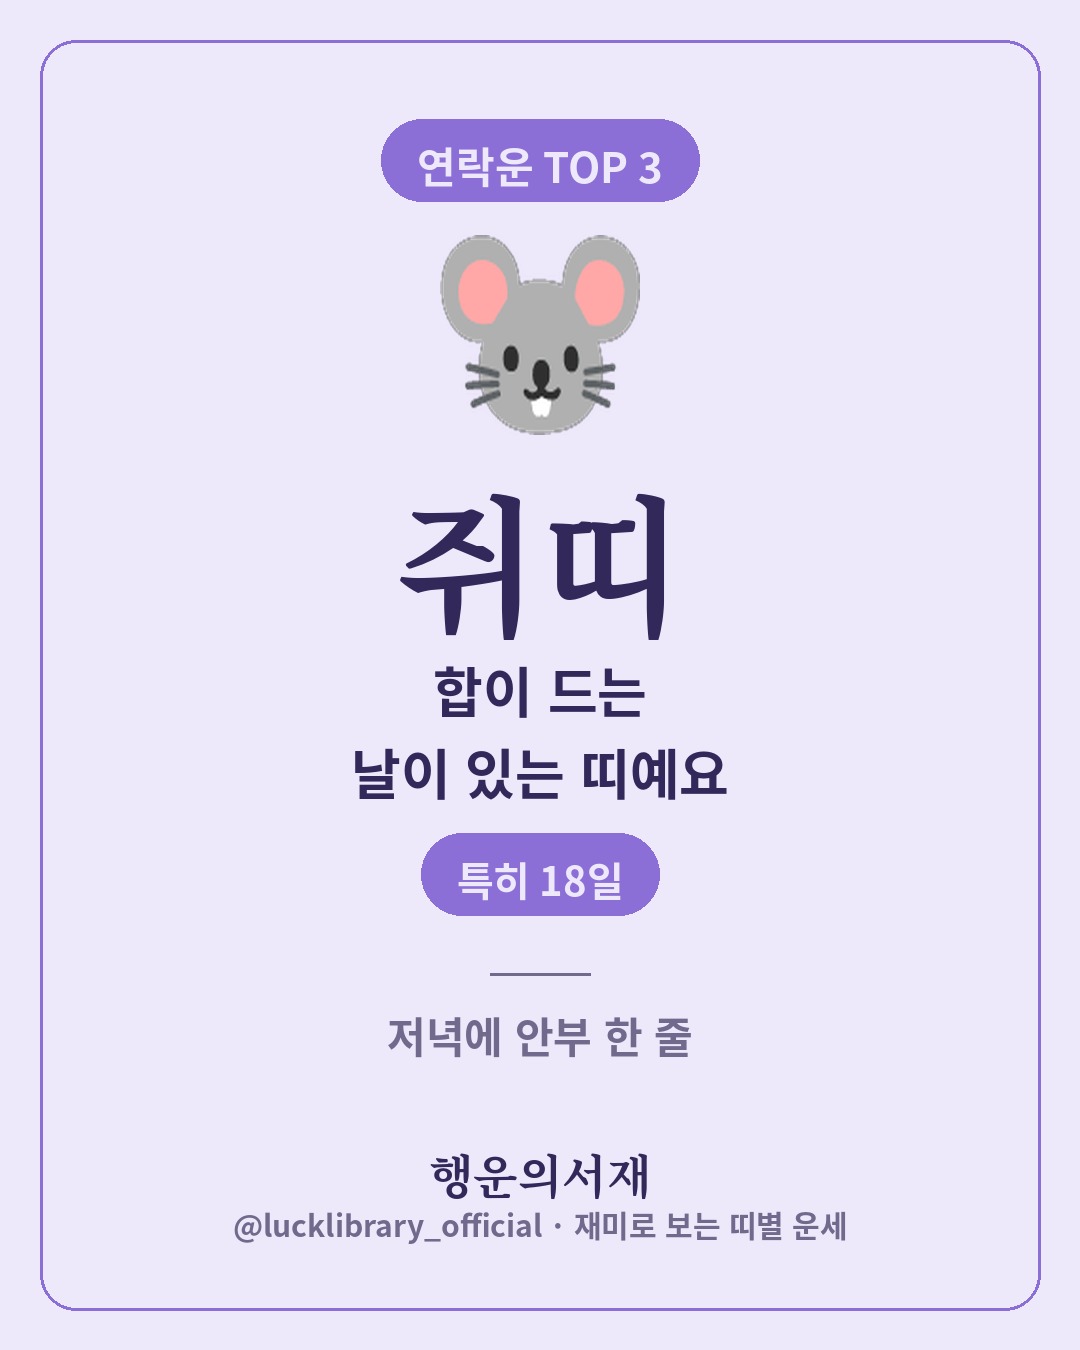 연락운 TOP 3
쥐띠
합이 드는
날이 있는 띠예요
특히 18일
저녁에 안부 한 줄
행운의서재
@lucklibrary_official · 재미로 보는 띠별 운세